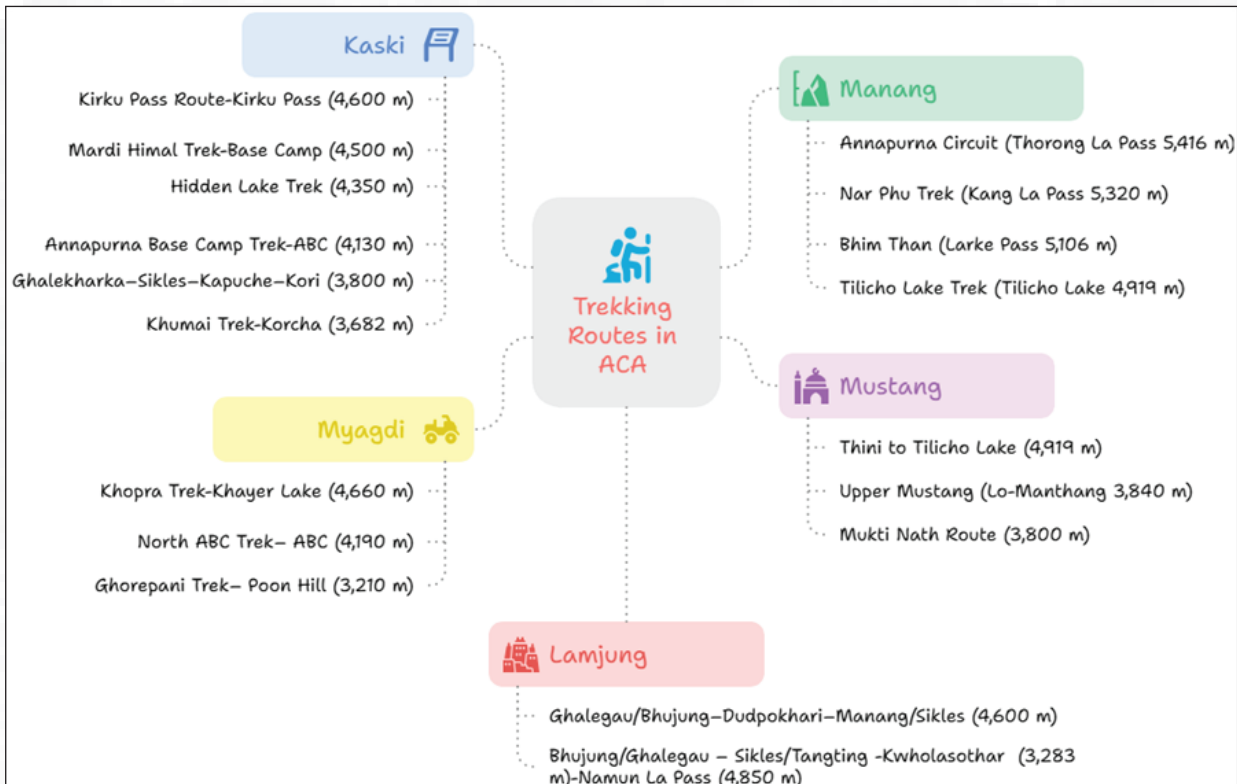 Kaski
Kirku Pass Route-Kirku Pass (4,600 m)
Mardi Himal Trek-Base Camp (4,500 m)
Hidden Lake Trek (4,350 m)
Annapurna Base Camp Trek-ABC (4,130 m)
Ghalekharka–Sikles–Kapuche–Kori (3,800 m)
Khumai Trek-Korcha (3,682 m)
Myagdi
Khopra Trek-Khayer Lake (4,660 m)
North ABC Trek– ABC (4,190 m)
Ghorepani Trek– Poon Hill (3,210 m)
Trekking
Routes in
ACA
Manang
Annapurna Circuit (Thorong La Pass 5,416 m)
Nar Phu Trek (Kang La Pass 5,320 m)
Bhim Than (Larke Pass 5,106 m)
Tilicho Lake Trek (Tilicho Lake 4,919 m)
Mustang
Thini to Tilicho Lake (4,919 m)
Upper Mustang (Lo-Manthang 3,840 m)
Mukti Nath Route (3,800 m)
Lamjung
Ghalegau/Bhujung–Dudpokhari–Manang/Sikles (4,600 m)
Bhujung/Ghalegau – Sikles/Tangting -Kwholasothar (3,283
m)-Namun La Pass (4,850 m)